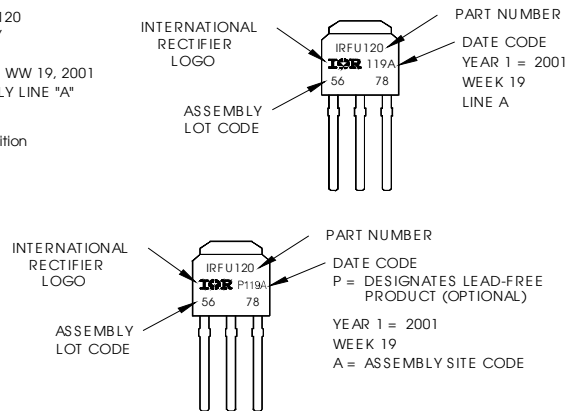 120
WW 19, 2001
LY LINE "A"
ition
INTERNATIONAL
RECTIFIER
LOGO
ASSEMBLY
LOT CODE
IRFU120
IOR 119A
56 78
PART NUMBER
DATE CODE
YEAR 1 = 2001
WEEK 19
LINE A
INTERNATIONAL
RECTIFIER
LOGO
ASSEMBLY
LOT CODE
IRFU120
IOR P119A
56 78
PART NUMBER
DATE CODE
P = DESIGNATES LEAD-FREE
PRODUCT (OPTIONAL)
YEAR 1 = 2001
WEEK 19
A = ASSEMBLY SITE CODE